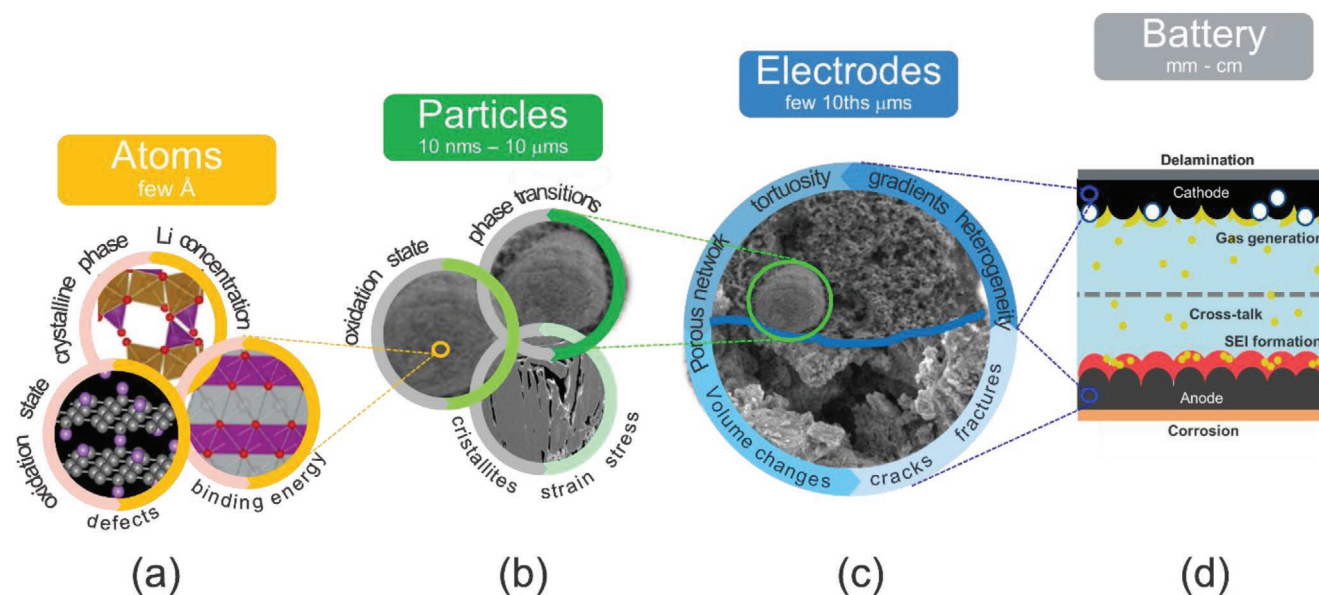 Atoms
few Å
crystalline phase
Li concentration
oxidation state
defects
binding energy
(a)
Particles
10 nms – 10 μms
oxidation state
phase transitions
cristallites
strain stress
(b)
Electrodes
few 10ths μms
Porous network
tortuosity
gradients
heterogeneity
Volume changes
cracks
fractures
(c)
Battery
mm - cm
Delamination
Cathode
Gas generation
Cross-talk
SEI formation
Anode
Corrosion
(d)